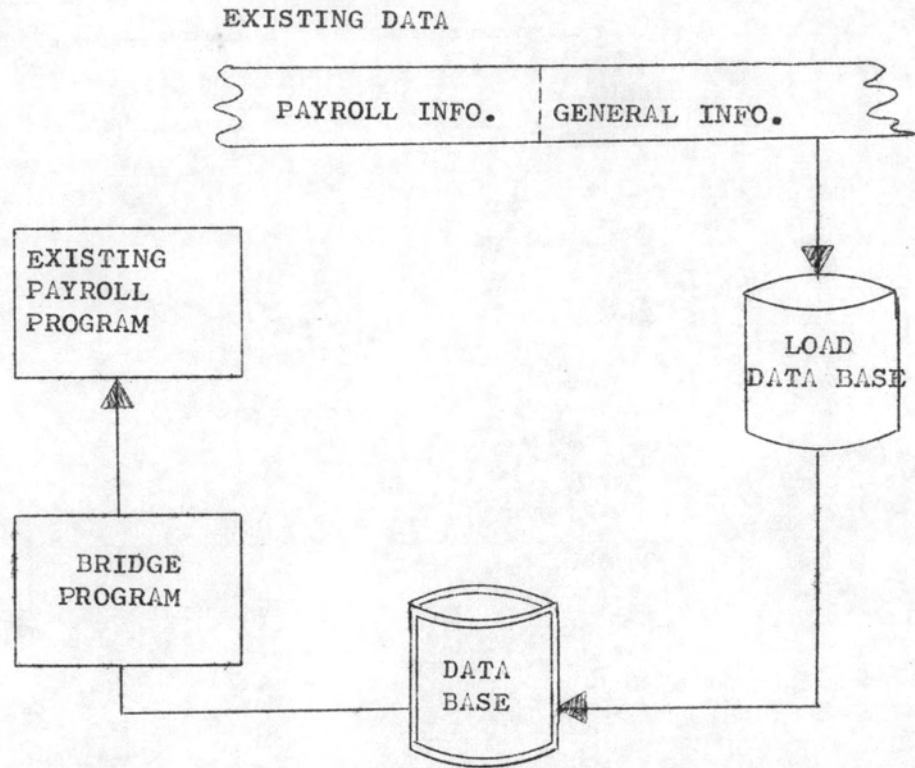 EXISTING DATA
PAYROLL INFO.
GENERAL INFO.
EXISTING
PAYROLL
PROGRAM
LOAD
DATA BASE
BRIDGE
PROGRAM
DATA
BASE